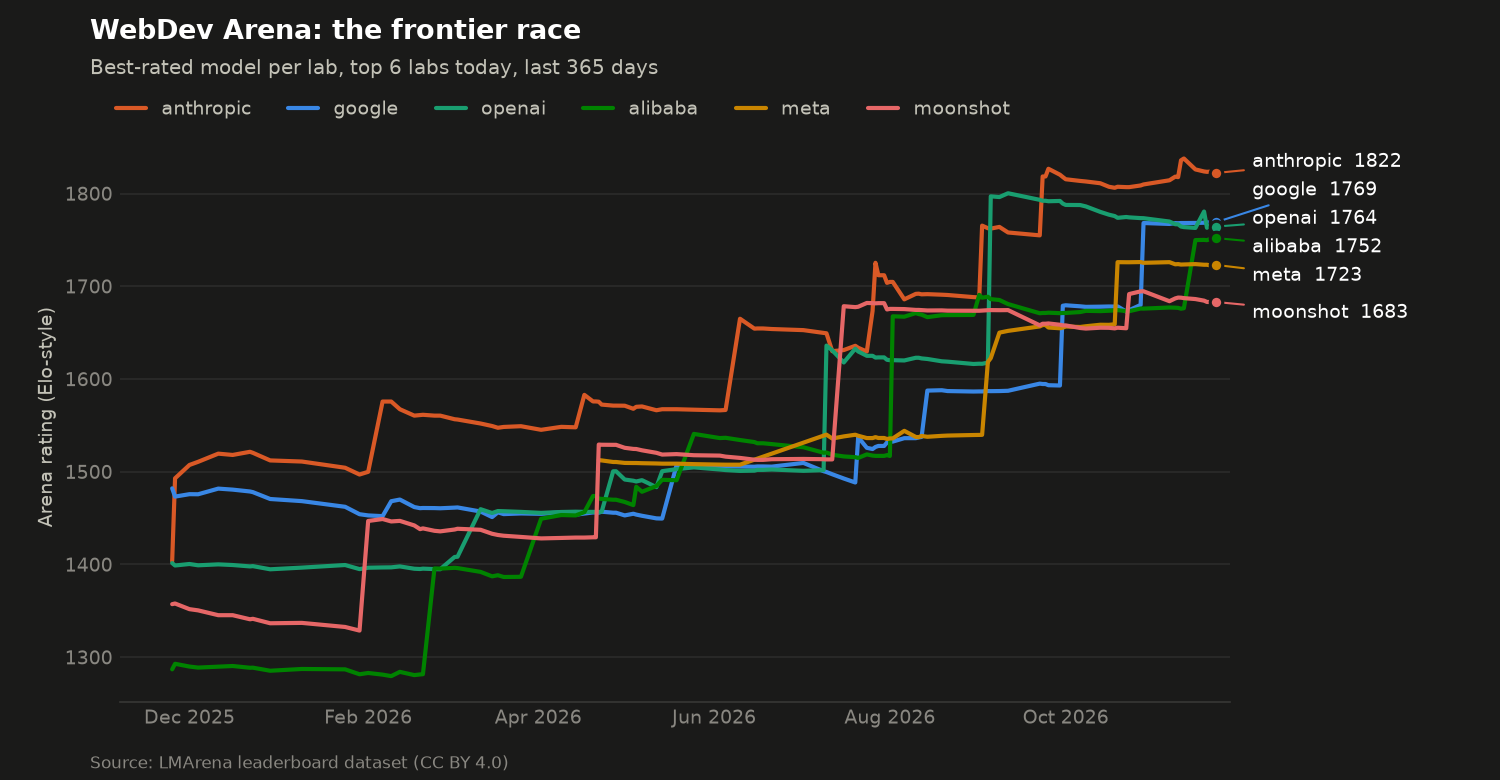 WebDev Arena: the frontier race
Best-rated model per lab, top 6 labs today, last 365 days
anthropic google openai alibaba meta moonshot
Arena rating (Elo-style)
1800
1700
1600
1500
1400
1300
anthropic 1822
google 1769
openai 1764
alibaba 1752
meta 1723
moonshot 1683
Dec 2025 Feb 2026 Apr 2026 Jun 2026 Aug 2026 Oct 2026
Source: LMArena leaderboard dataset (CC BY 4.0)